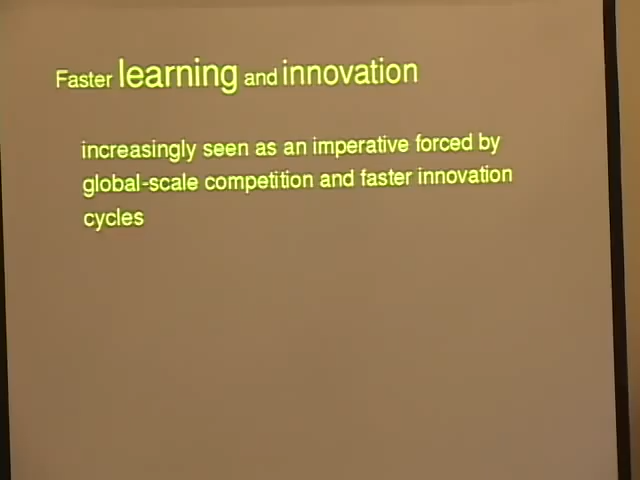 Faster learning and innovation
increasingly seen as an imperative forced by
global-scale competition and faster innovation
cycles